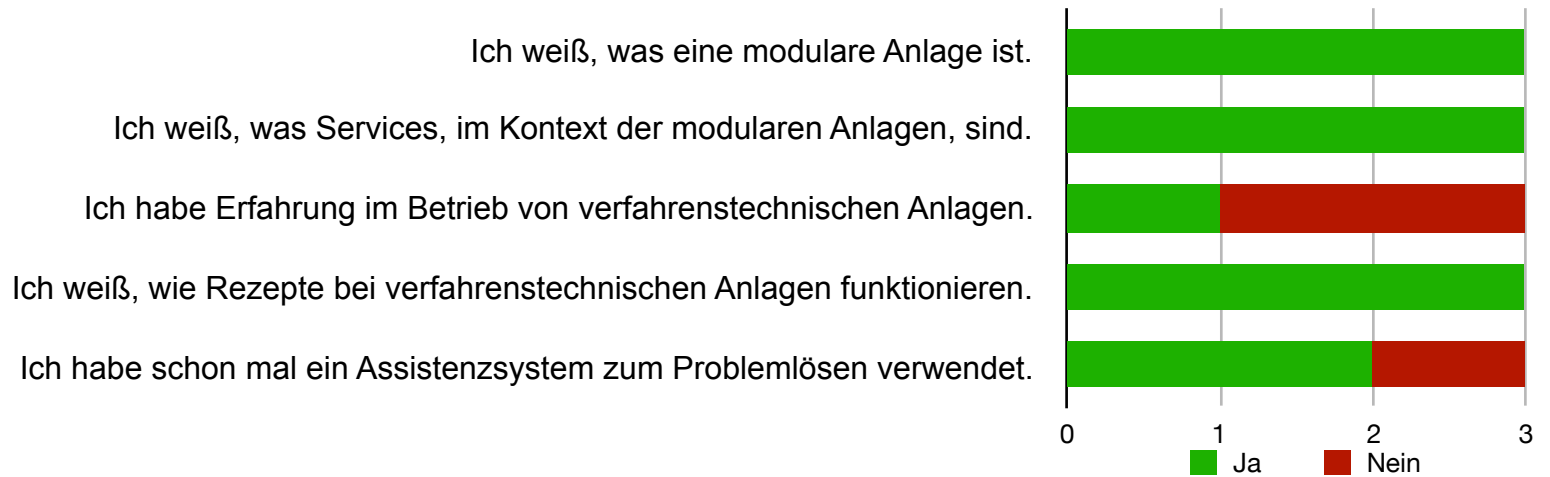 Ich weiß, was eine modulare Anlage ist.
Ich weiß, was Services, im Kontext der modularen Anlagen, sind.
Ich habe Erfahrung im Betrieb von verfahrenstechnischen Anlagen.
Ich weiß, wie Rezepte bei verfahrenstechnischen Anlagen funktionieren.
Ich habe schon mal ein Assistenzsystem zum Problemlösen verwendet.
0 1 2 3
Ja Nein